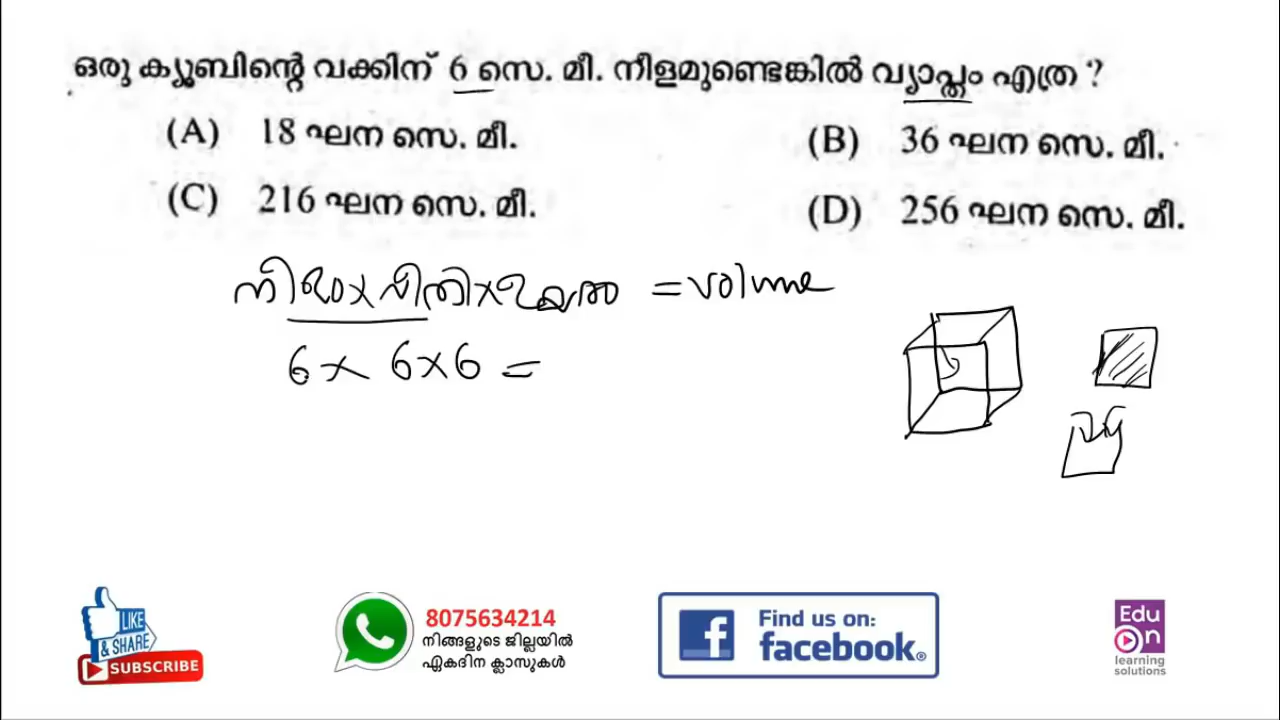 ഒരു ക്യൂബിന്റെ വക്കിന് 6 സെ. മീ. നീളമുണ്ടെങ്കിൽ വ്യാപ്തം എത്ര ?
(A) 18 ഘന സെ. മീ. (B) 36 ഘന സെ. മീ.
(C) 216 ഘന സെ. മീ. (D) 256 ഘന സെ. മീ.
നീളം x വീതി x = volume
6 x 6 x 6 =
LIKE & SHARE
SUBSCRIBE
8075634214
നിങ്ങളുടെ ജില്ലയിൽ
ഏകദിന ക്ലാസുകൾ
Find us on:
facebook®
Edu
On
learning
solutions